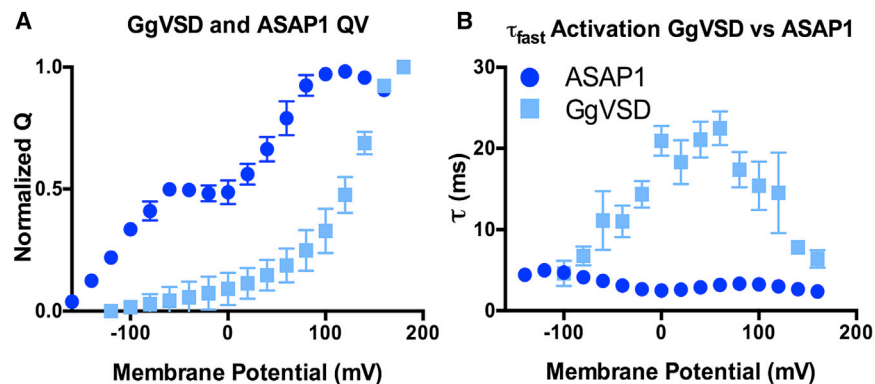 A
GgVSD and ASAP1 QV
Normalized Q
1.0
0.5
0.0
-100
0
100
200
Membrane Potential (mV)
B
τfast Activation GgVSD vs ASAP1
τ (ms)
30
20
10
0
ASAP1
GgVSD
-100
0
100
200
Membrane Potential (mV)